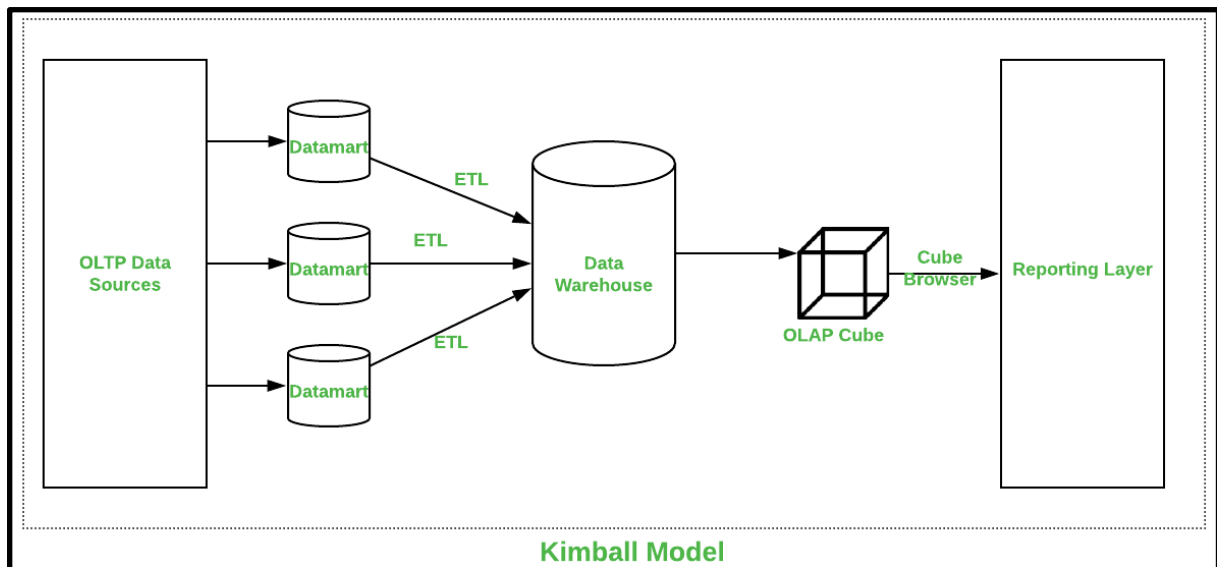 OLTP Data
Sources
Datamart
Datamart
Datamart
ETL
ETL
ETL
Data
Warehouse
OLAP Cube
Cube
Browser
Reporting Layer
Kimball Model